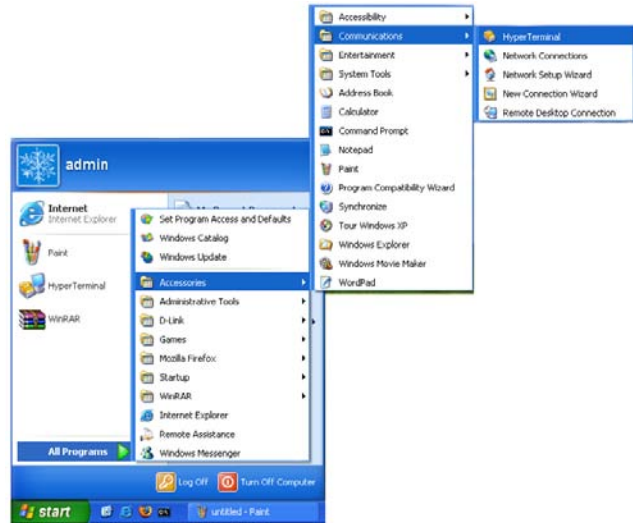 Accessibility
Communications
Entertainment
System Tools
Address Book
Calculator
Command Prompt
Notepad
Paint
Program Compatibility Wizard
Synchronize
Tour Windows XP
Windows Explorer
Windows Movie Maker
WordPad
HyperTerminal
Network Connections
Network Setup Wizard
New Connection Wizard
Remote Desktop Connection
admin
Internet
Internet Explorer
Paint
HyperTerminal
WinRAR
All Programs
Set Program Access and Defaults
Windows Catalog
Windows Update
Accessories
Administrative Tools
D-Link
Games
Mozilla Firefox
Startup
WinRAR
Internet Explorer
Remote Assistance
Windows Messenger
Log Off
Turn Off Computer
start
untitled - Paint